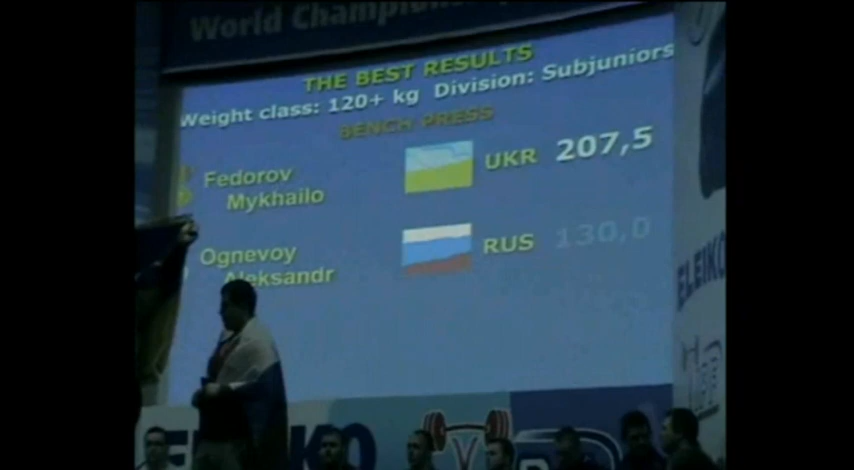 World Champion
THE BEST RESULTS
Weight class: 120+ kg Division: Subjuniors
BENCH PRESS
Fedorov
Mykhailo
UKR 207,5
Ognevoy
Aleksandr
RUS 130,0
ELEIKO